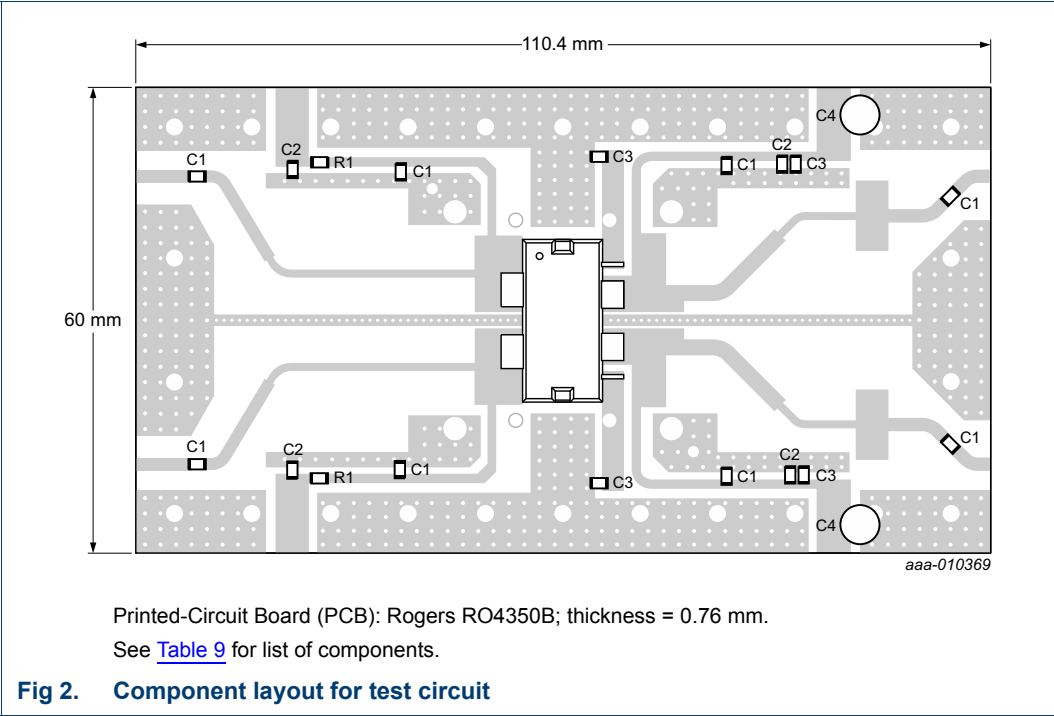 110.4 mm
C4
C2
C2
C3
C1
R1
C1
C3
C1
C1
60 mm
C1
C1
C2
C2
R1
C1
C3
C1
C3
C4
aaa-010369
Printed-Circuit Board (PCB): Rogers RO4350B; thickness = 0.76 mm.
See Table 9 for list of components.
Fig 2. Component layout for test circuit